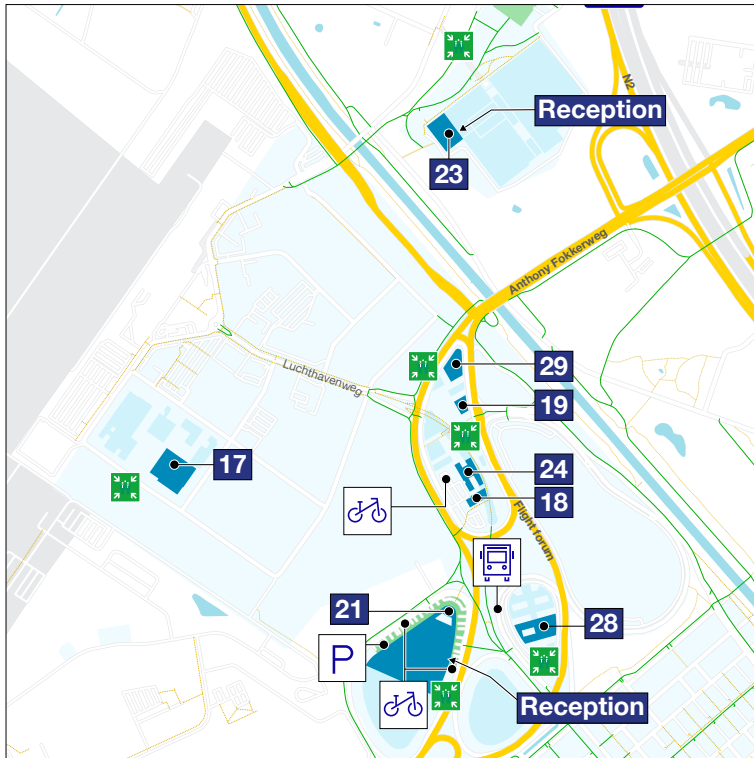 N2
Reception
23
Anthony Fokkerweg
29
Luchthavenweg
19
17
24
18
Flight forum
21
28
P
Reception